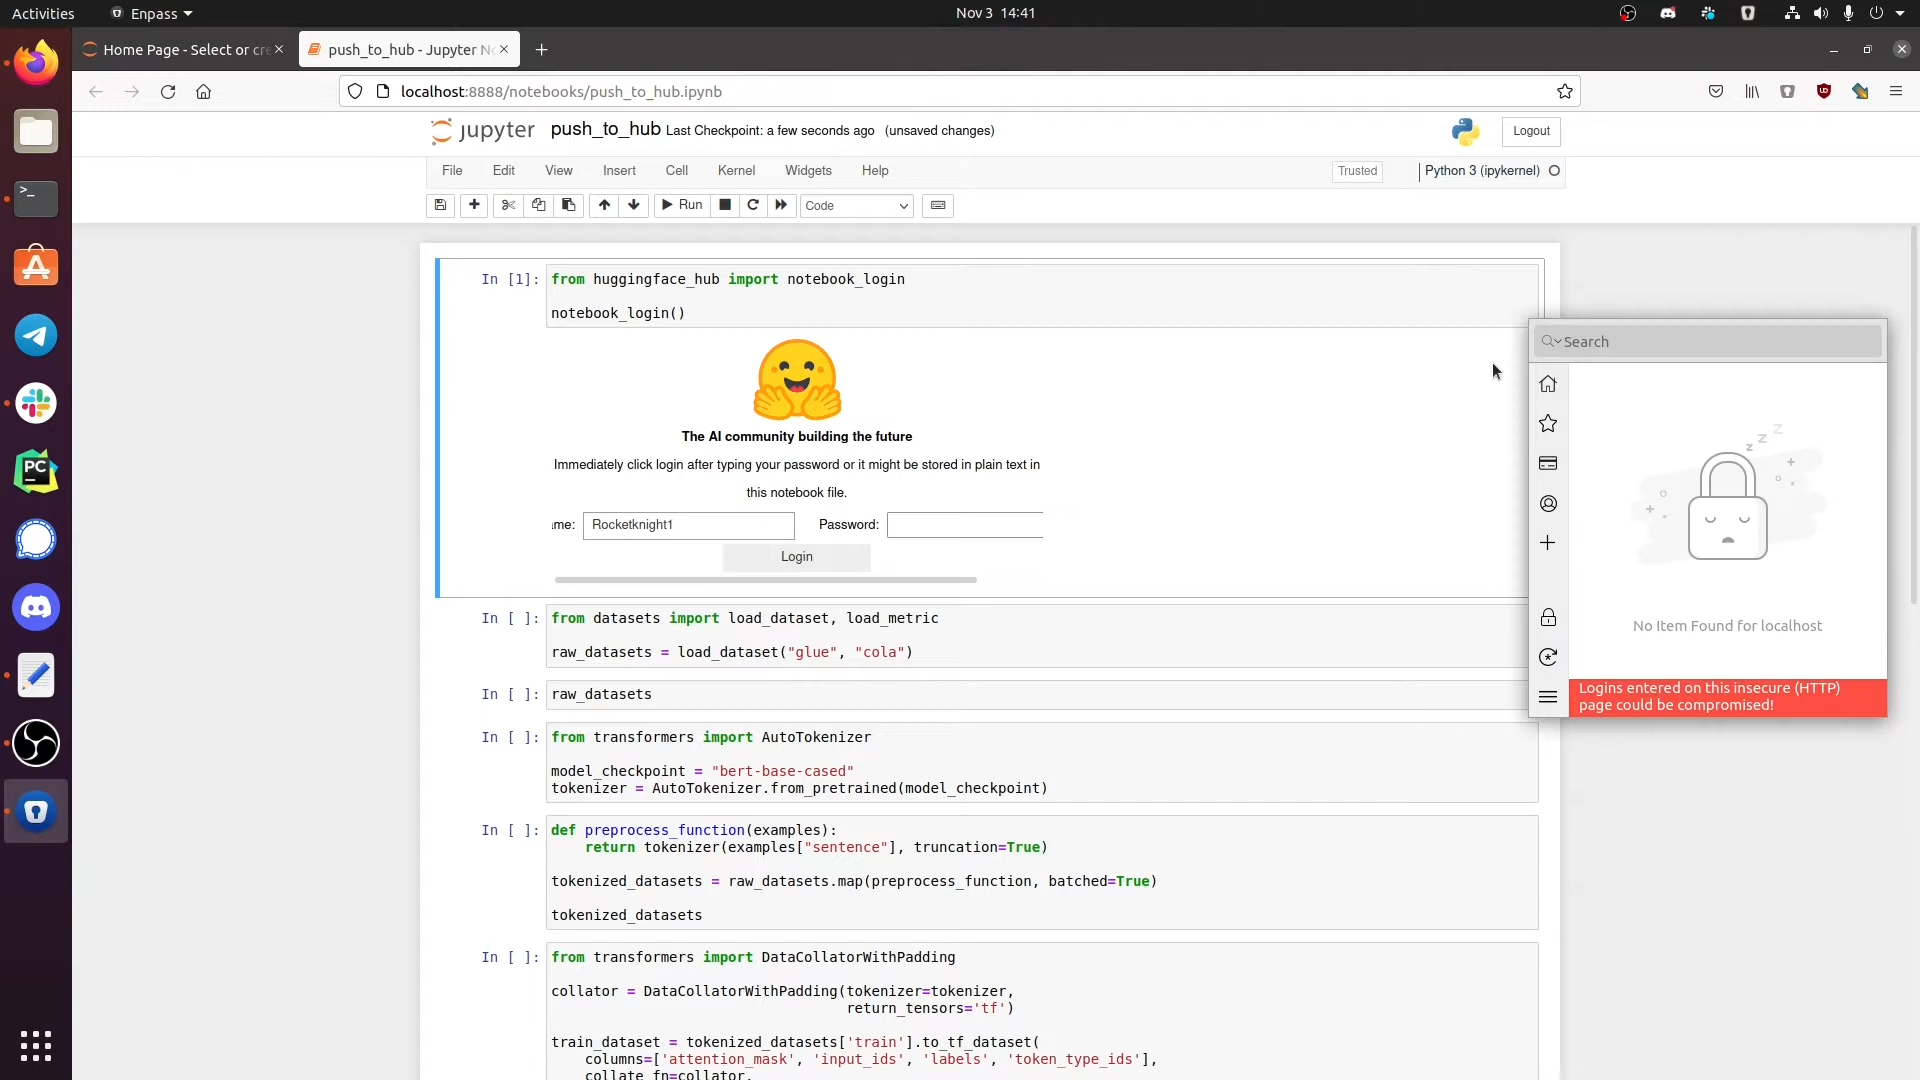 Activities
Enpass
Nov 3 14:41
Home Page - Select or cre
push_to_hub - Jupyter No
localhost:8888/notebooks/push_to_hub.ipynb
jupyter push_to_hub Last Checkpoint: a few seconds ago (unsaved changes)
Logout
File Edit View Insert Cell Kernel Widgets Help
Trusted
Python 3 (ipykernel)
Run
Code
In [1]: from huggingface_hub import notebook_login
notebook_login()
The AI community building the future
Immediately click login after typing your password or it might be stored in plain text in
this notebook file.
me: Rocketknight1 Password:
Login
In [ ]: from datasets import load_dataset, load_metric
raw_datasets = load_dataset("glue", "cola")
In [ ]: raw_datasets
In [ ]: from transformers import AutoTokenizer
model_checkpoint = "bert-base-cased"
tokenizer = AutoTokenizer.from_pretrained(model_checkpoint)
In [ ]: def preprocess_function(examples):
return tokenizer(examples["sentence"], truncation=True)
tokenized_datasets = raw_datasets.map(preprocess_function, batched=True)
tokenized_datasets
In [ ]: from transformers import DataCollatorWithPadding
collator = DataCollatorWithPadding(tokenizer=tokenizer,
return_tensors='tf')
train_dataset = tokenized_datasets['train'].to_tf_dataset(
columns=['attention_mask', 'input_ids', 'labels', 'token_type_ids'],
collate_fn=collator,
Search
z z z
No Item Found for localhost
Logins entered on this insecure (HTTP)
page could be compromised!
PC